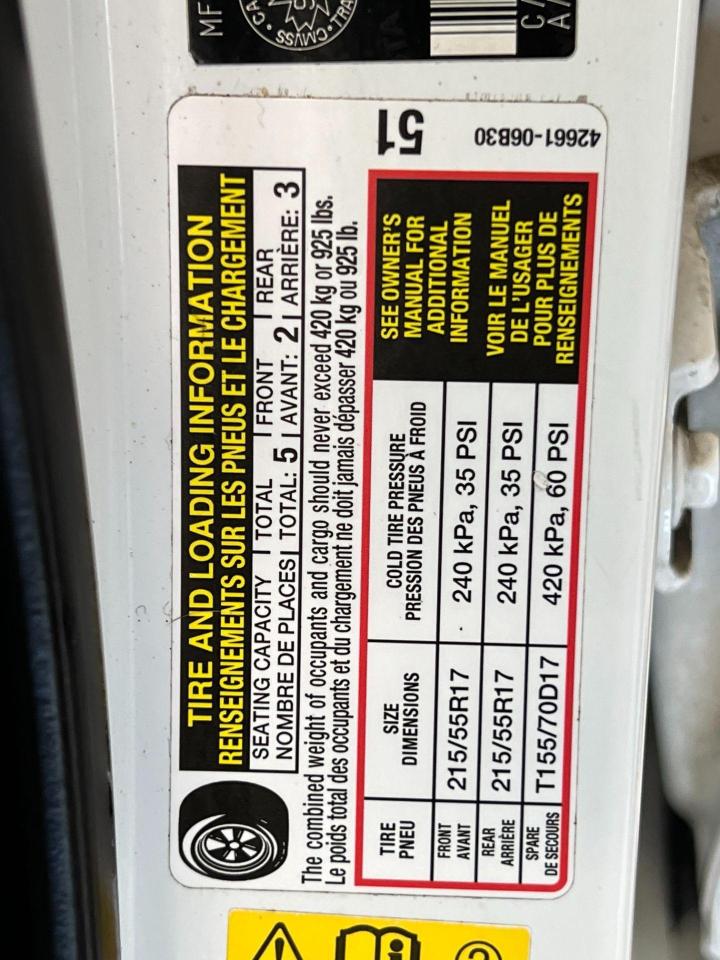 TIRE AND LOADING INFORMATION
RENSEIGNEMENTS SUR LES PNEUS ET LE CHARGEMENT
SEATING CAPACITY | TOTAL | FRONT | REAR
NOMBRE DE PLACES | TOTAL: 5 | AVANT: 2 | ARRIÈRE: 3
The combined weight of occupants and cargo should never exceed 420 kg or 925 lbs.
Le poids total des occupants et du chargement ne doit jamais dépasser 420 kg ou 925 lb.
TIRE SIZE COLD TIRE PRESSURE
PNEU DIMENSIONS PRESSION DES PNEUS À FROID
FRONT
AVANT 215/55R17 240 kPa, 35 PSI
REAR
ARRIÈRE 215/55R17 240 kPa, 35 PSI
SPARE
DE SECOURS T155/70D17 420 kPa, 60 PSI
SEE OWNER'S
MANUAL FOR
ADDITIONAL
INFORMATION
VOIR LE MANUEL
DE L'USAGER
POUR PLUS DE
RENSEIGNEMENTS
51
42661-06B30
MF
CMVSS
C/
A/